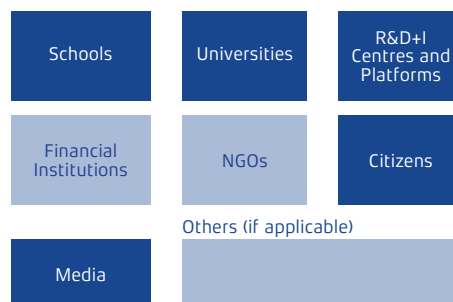 Schools
Universities
R&D+I
Centres and
Platforms
Financial
Institutions
NGOs
Citizens
Others (if applicable)
Media